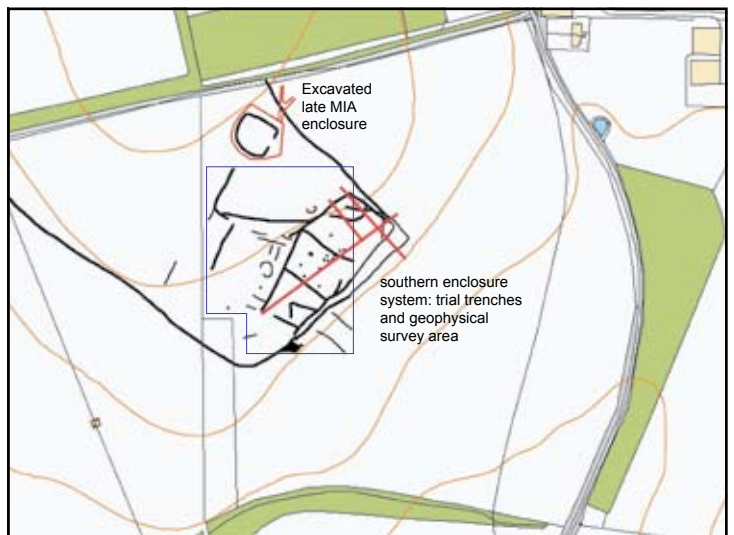 Excavated
late MIA
enclosure
southern enclosure
system: trial trenches
and geophysical
survey area